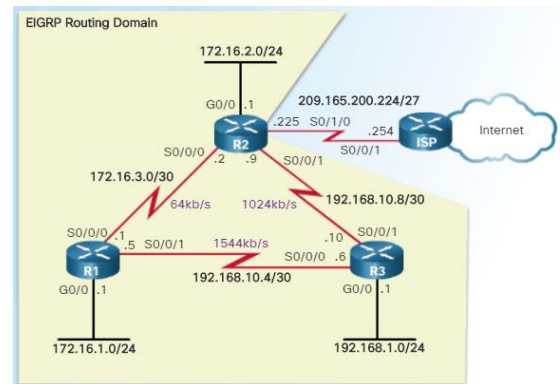 EIGRP Routing Domain
172.16.2.0/24
G0/0 .1
209.165.200.224/27
.225 S0/1/0
.254
S0/0/1
Internet
R2
ISP
S0/0/0 .2
.9 S0/0/1
172.16.3.0/30
64kb/s
1024kb/s
192.168.10.8/30
S0/0/0 .1
.5 S0/0/1
1544kb/s
.10 S0/0/1
S0/0/0 .6
R1
R3
192.168.10.4/30
G0/0 .1
G0/0 .1
172.16.1.0/24
192.168.1.0/24